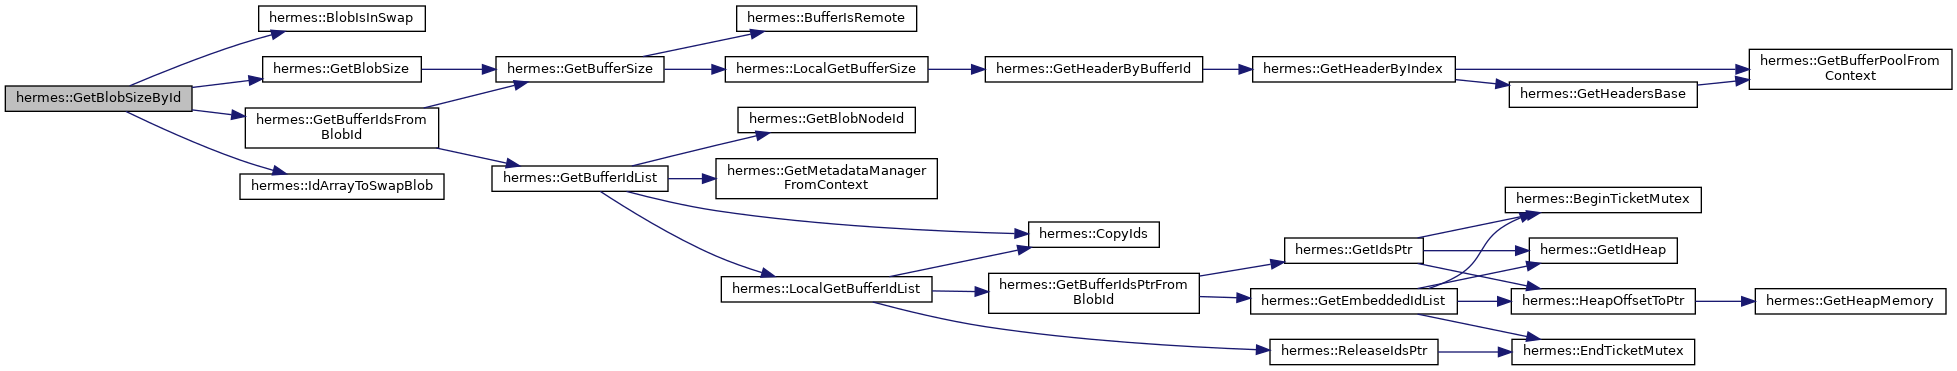 hermes::GetBlobSizeById
hermes::BlobIsInSwap
hermes::GetBlobSize
hermes::GetBufferIdsFrom
BlobId
hermes::IdArrayToSwapBlob
hermes::GetBufferSize
hermes::GetBufferIdList
hermes::BufferIsRemote
hermes::LocalGetBufferSize
hermes::GetBlobNodeId
hermes::GetMetadataManager
FromContext
hermes::LocalGetBufferIdList
hermes::GetHeaderByBufferId
hermes::CopyIds
hermes::GetBufferIdsPtrFrom
BlobId
hermes::GetHeaderByIndex
hermes::GetIdsPtr
hermes::GetEmbeddedIdList
hermes::ReleaseIdsPtr
hermes::GetHeadersBase
hermes::BeginTicketMutex
hermes::GetIdHeap
hermes::HeapOffsetToPtr
hermes::EndTicketMutex
hermes::GetBufferPoolFrom
Context
hermes::GetHeapMemory